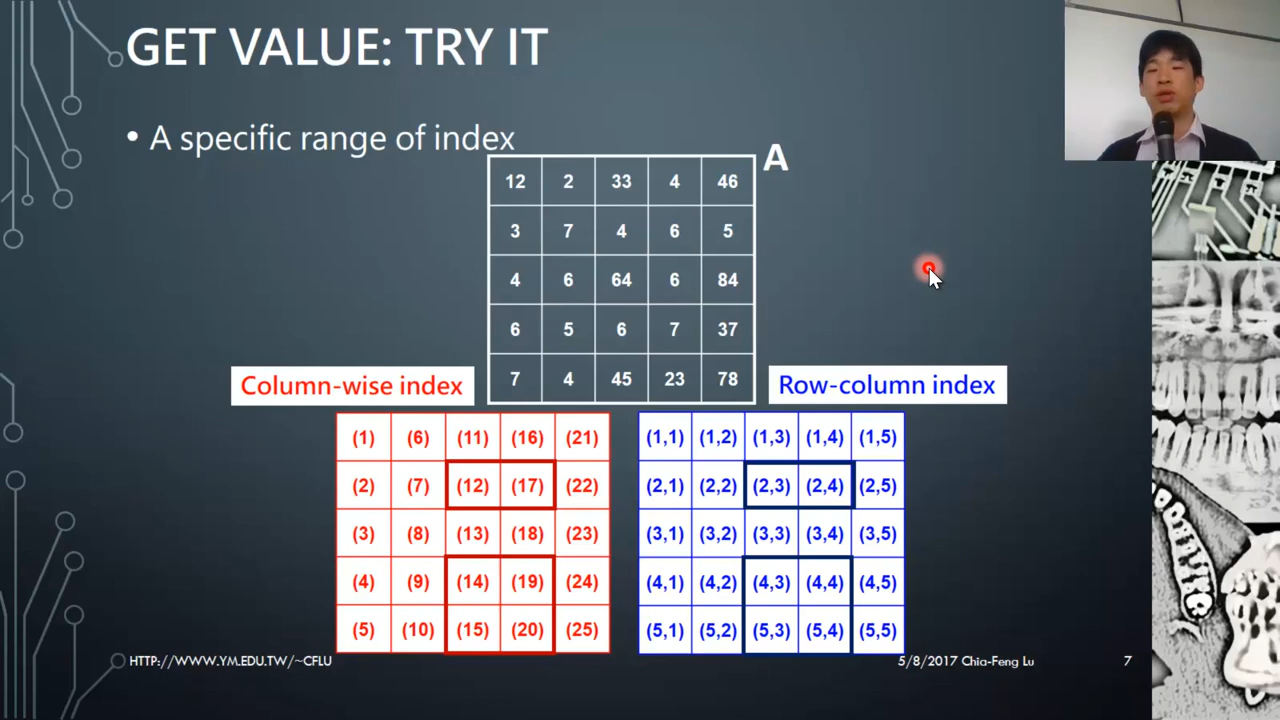 GET VALUE: TRY IT
• A specific range of index
A
12 2 33 4 46
3 7 4 6 5
4 6 64 6 84
6 5 6 7 37
7 4 45 23 78
Column-wise index
Row-column index
(1) (6) (11) (16) (21)
(2) (7) (12) (17) (22)
(3) (8) (13) (18) (23)
(4) (9) (14) (19) (24)
(5) (10) (15) (20) (25)
(1,1) (1,2) (1,3) (1,4) (1,5)
(2,1) (2,2) (2,3) (2,4) (2,5)
(3,1) (3,2) (3,3) (3,4) (3,5)
(4,1) (4,2) (4,3) (4,4) (4,5)
(5,1) (5,2) (5,3) (5,4) (5,5)
HTTP://WWW.YM.EDU.TW/~CFLU
5/8/2017 Chia-Feng Lu
7